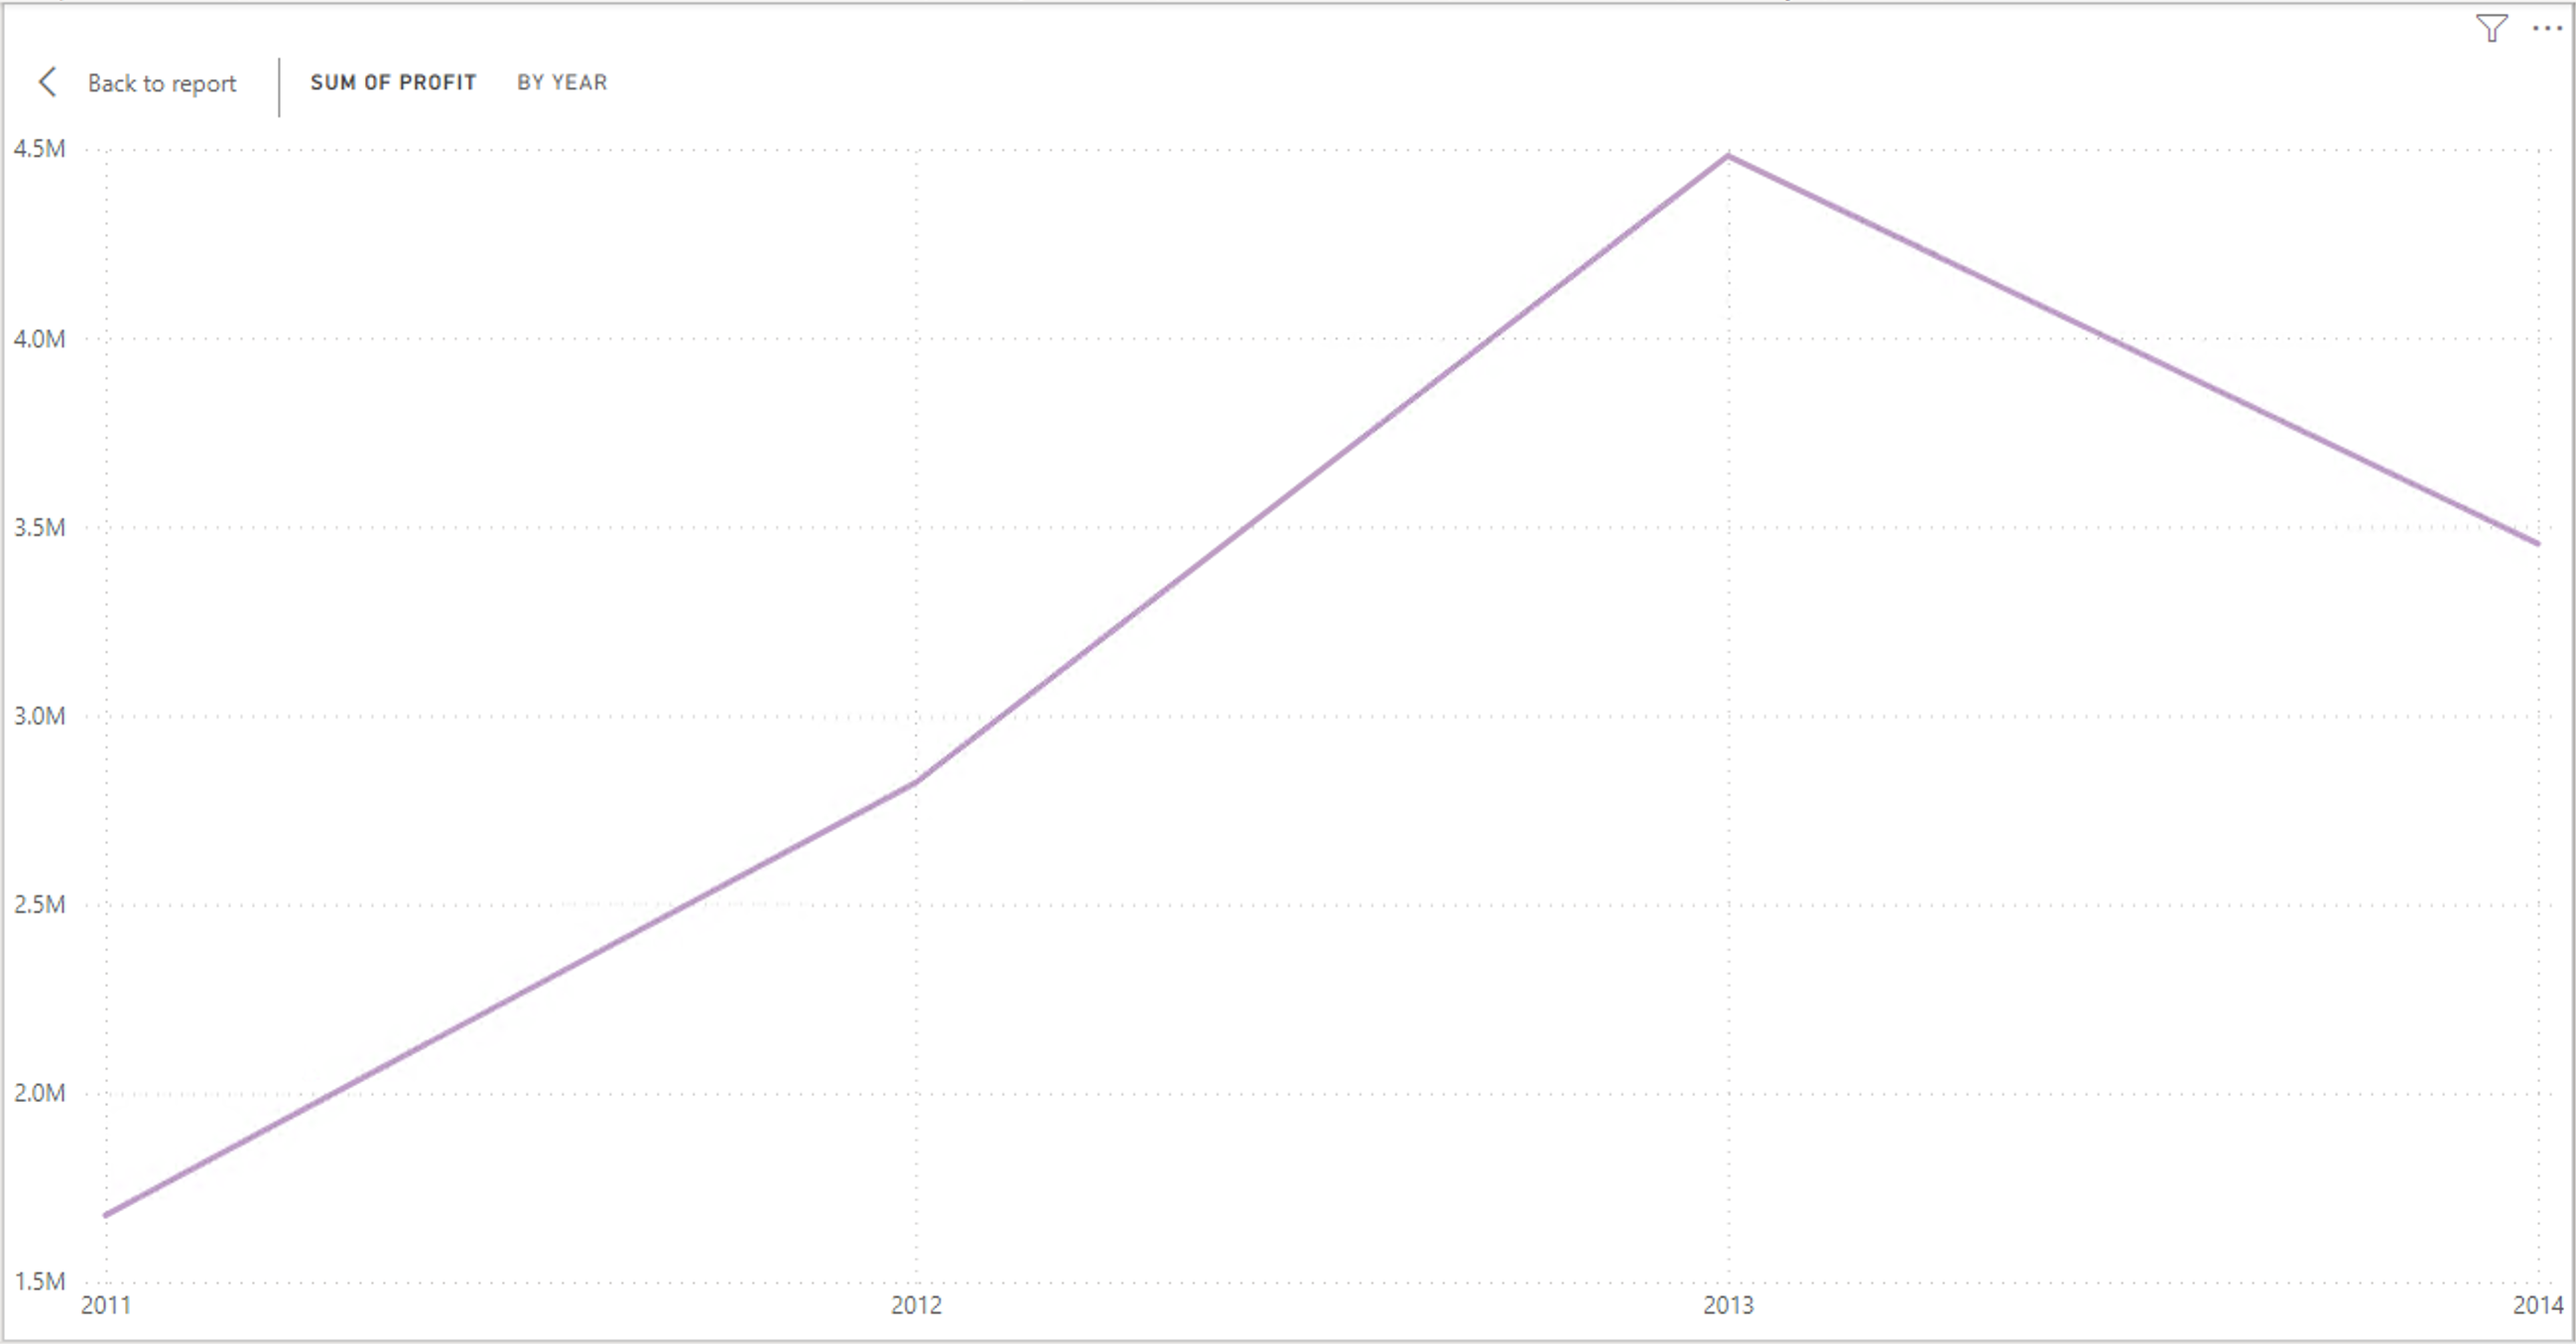 Back to report
SUM OF PROFIT BY YEAR
4.5M
4.0M
3.5M
3.0M
2.5M
2.0M
1.5M
2011 2012 2013 2014